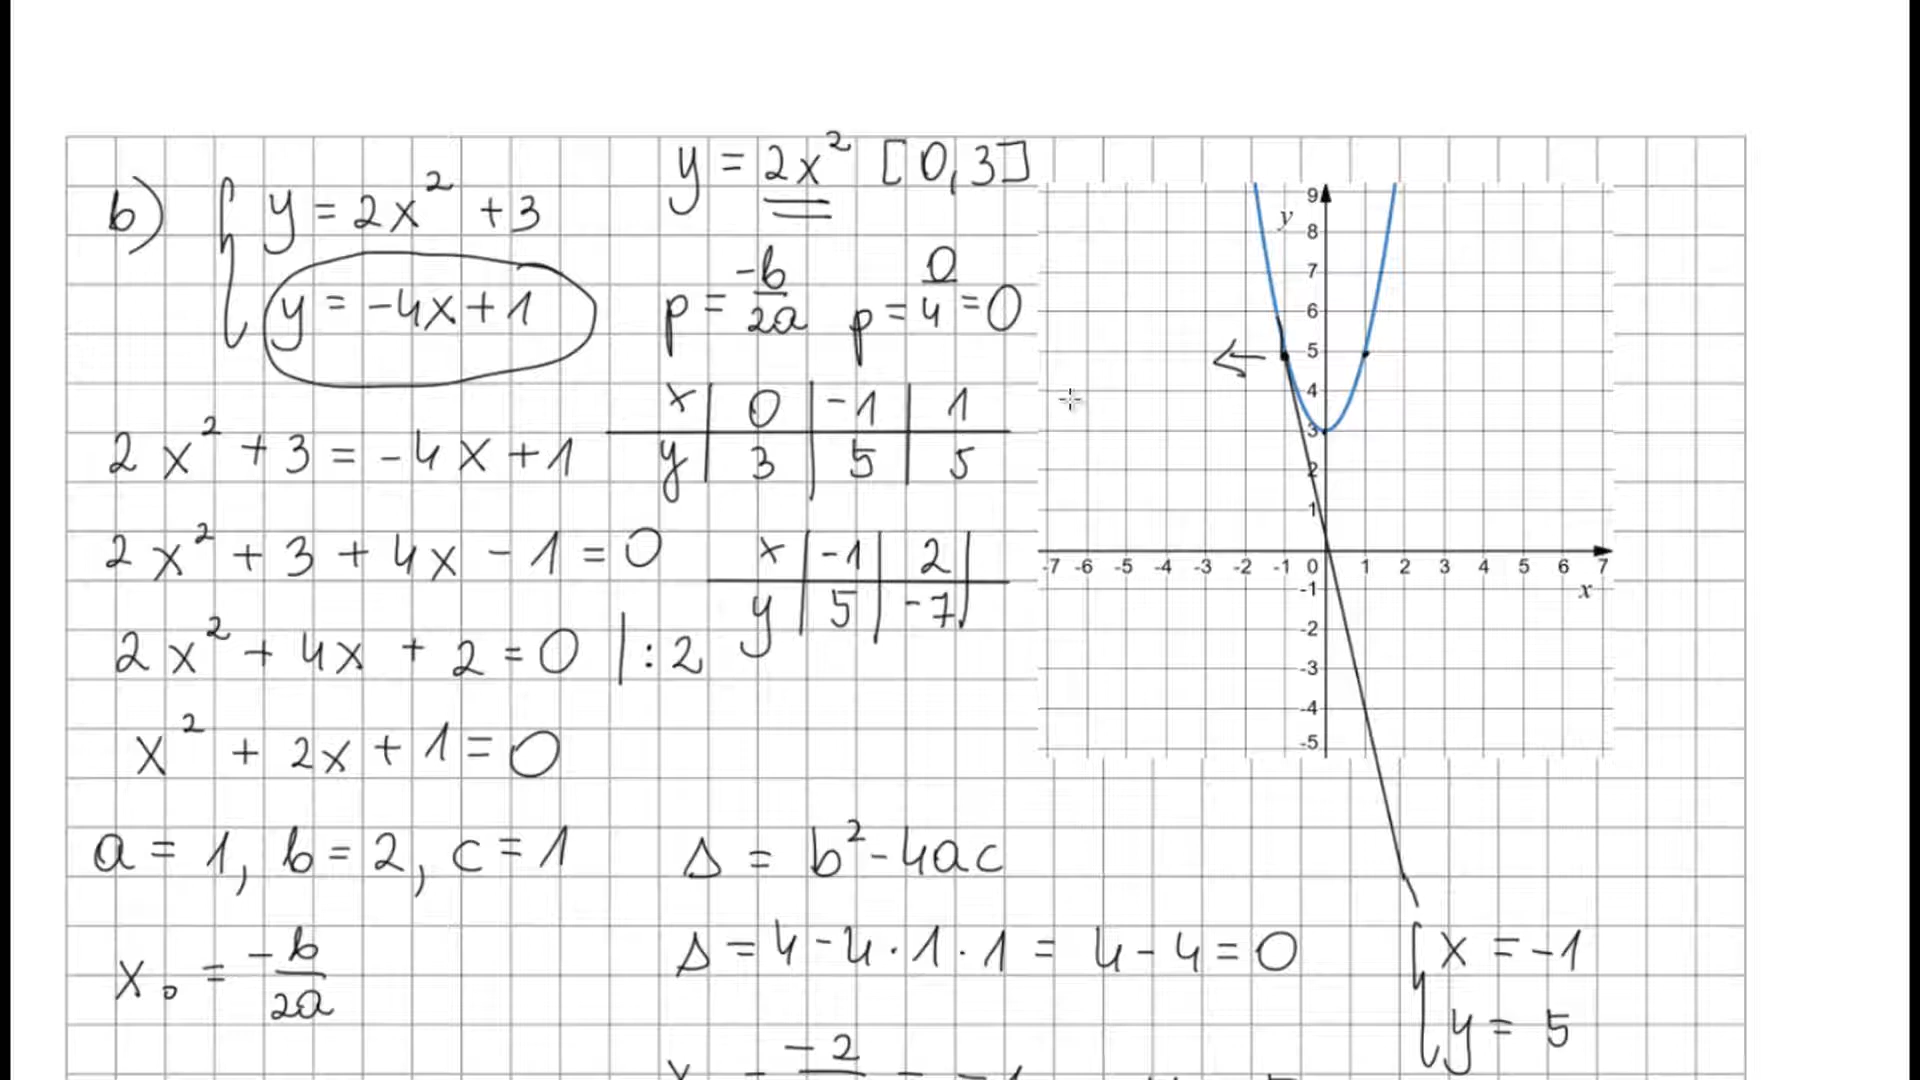 b) { y = 2x² + 3
y = -4x + 1
2x² + 3 = -4x + 1
2x² + 3 + 4x - 1 = 0
2x² + 4x + 2 = 0 | : 2
x² + 2x + 1 = 0
a = 1, b = 2, c = 1
x₀ = -b/2a
y = 2x² [0,3]
p = -b/2a p = 0/4 = 0
x | 0 | -1 | 1
y | 3 | 5 | 5
x | -1 | 2 |
y | 5 | -7 |
Δ = b² - 4ac
Δ = 4 - 4 · 1 · 1 = 4 - 4 = 0
-2
{ x = -1
y = 5
y
9
8
7
6
5
4
3
2
1
-7 -6 -5 -4 -3 -2 -1 0 1 2 3 4 5 6 7
x
-1
-2
-3
-4
-5